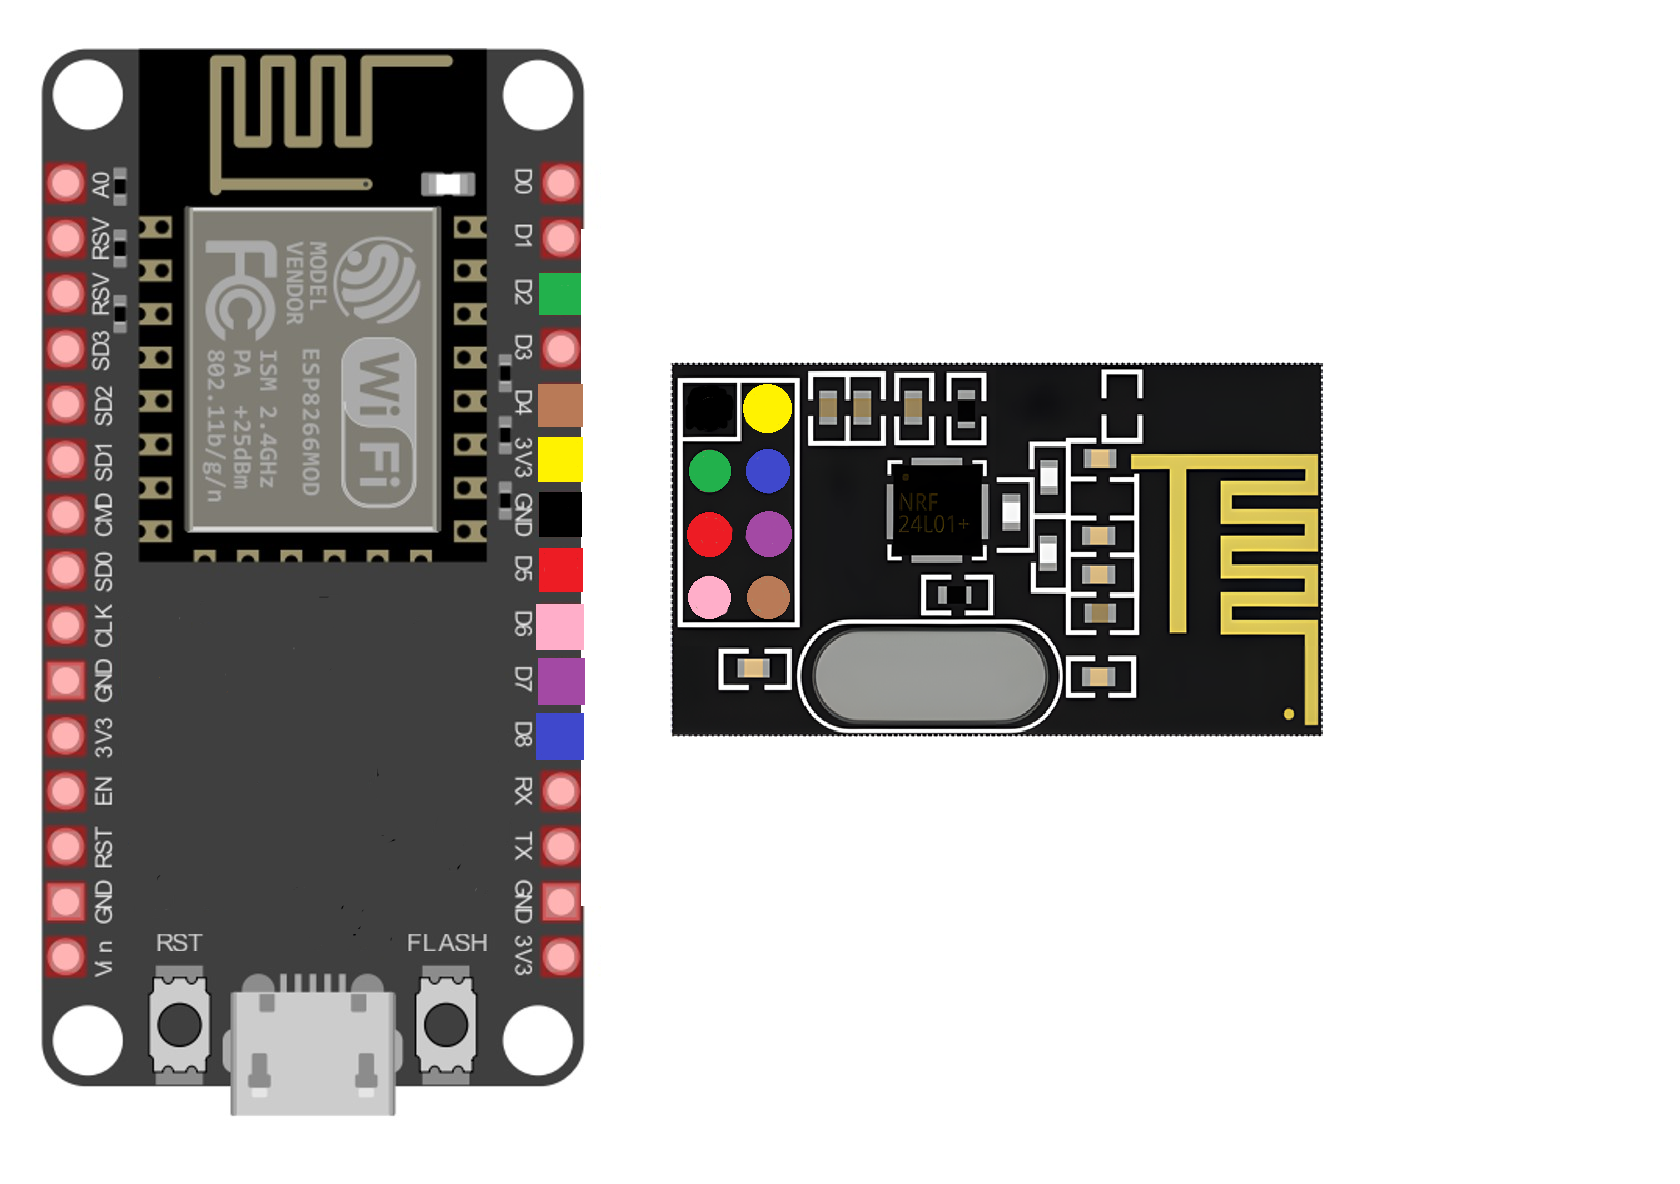 A0
RSV
RSV
SD3
SD2
SD1
CMD
SD0
CLK
GND
3V3
EN
RST
GND
Vin
MODEL
VENDOR
FC
ISM 2.4GHz
PA +25dBm
802.11b/g/n
ESP8266MOD
Wi Fi
D0
D1
D2
D3
D4
3V3
GND
D5
D6
D7
D8
RX
TX
GND
3V3
RST
FLASH
NRF
24L01+